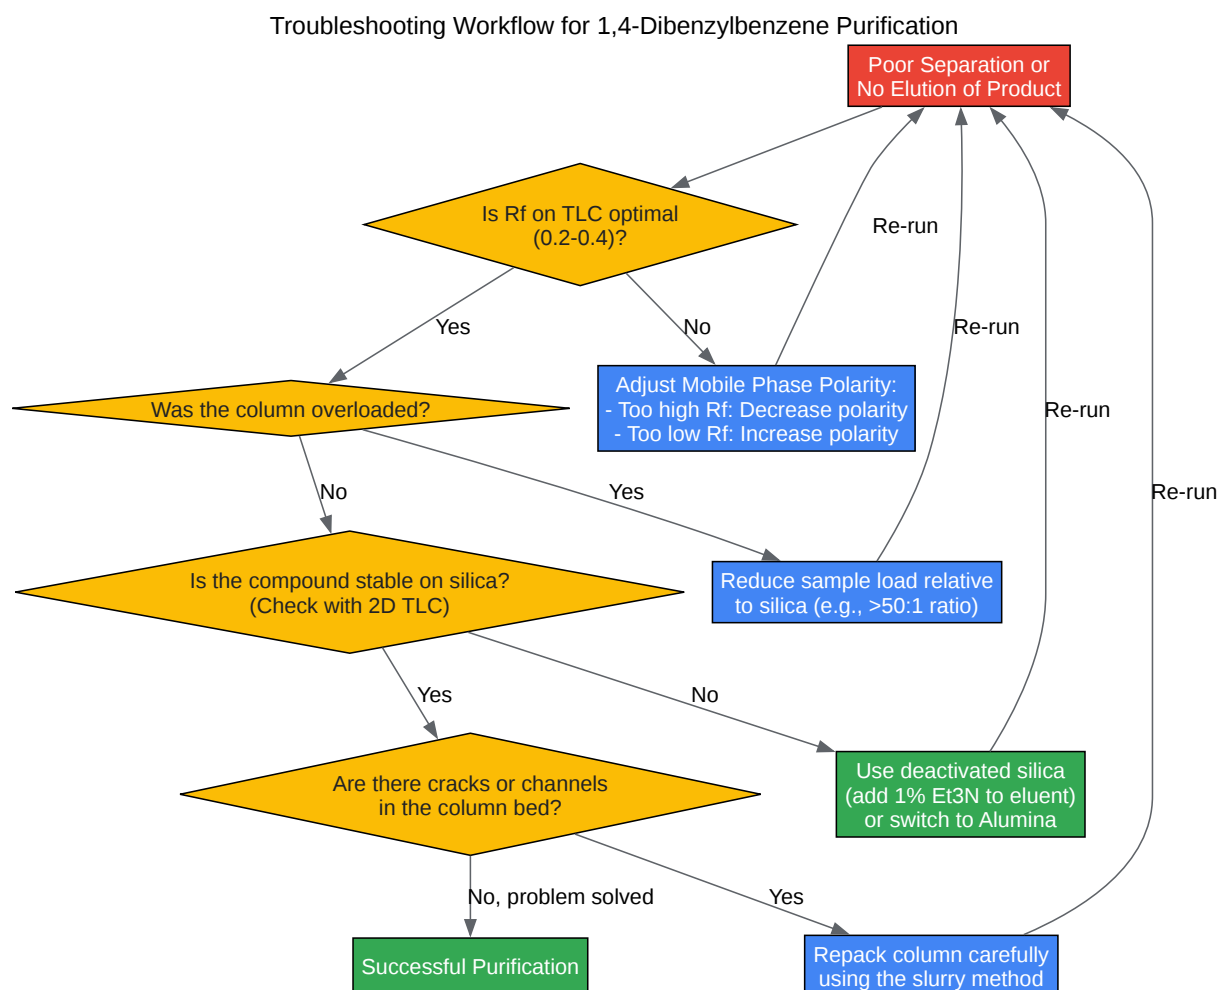 Troubleshooting Workflow for 1,4-Dibenzylbenzene Purification
Poor Separation or
No Elution of Product
Is Rf on TLC optimal
(0.2-0.4)?
Re-run
Yes
No
Re-run
Adjust Mobile Phase Polarity:
- Too high Rf: Decrease polarity
- Too low Rf: Increase polarity
Was the column overloaded?
Re-run
No
Yes
Re-run
Is the compound stable on silica?
(Check with 2D TLC)
Reduce sample load relative
to silica (e.g., >50:1 ratio)
Yes
No
Are there cracks or channels
in the column bed?
Use deactivated silica
(add 1% Et3N to eluent)
or switch to Alumina
No, problem solved
Yes
Successful Purification
Repack column carefully
using the slurry method